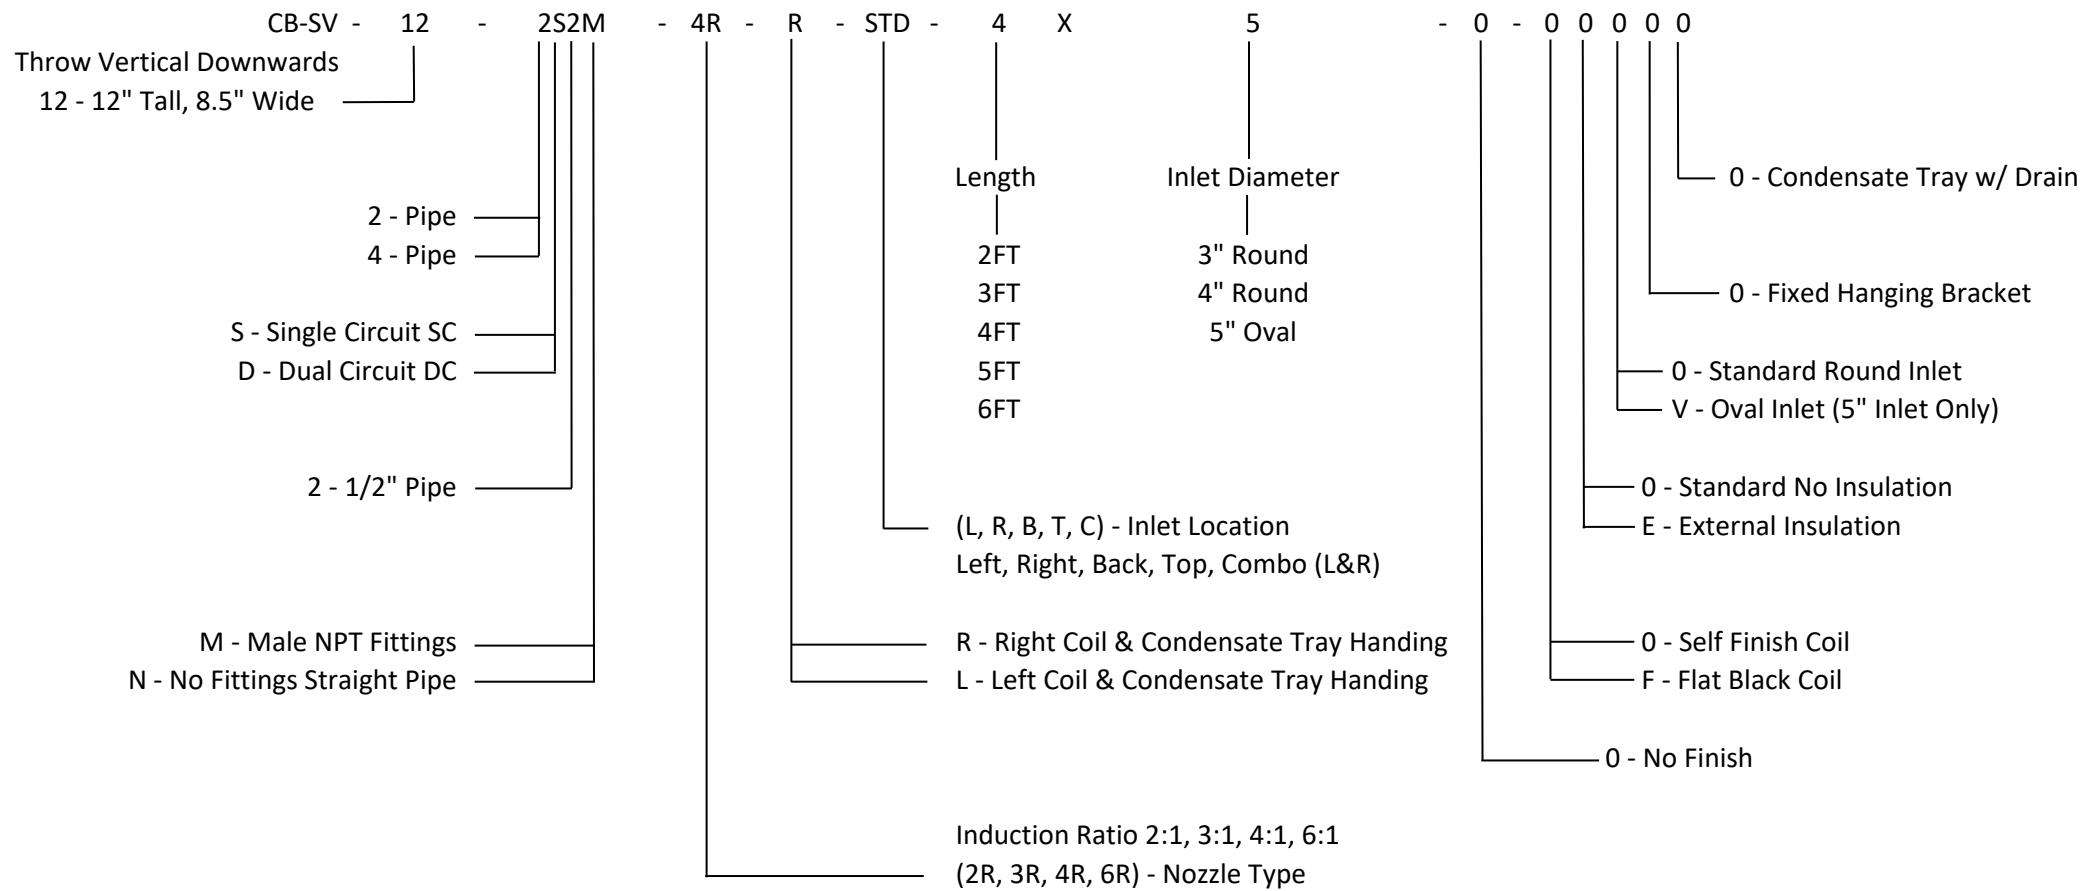 CB-SV - 12 - 2S2M - 4R - R - STD - 4 X 5 - 0 - 0 0 0 0 0
Throw Vertical Downwards
12 - 12" Tall, 8.5" Wide
2 - Pipe
4 - Pipe
S - Single Circuit SC
D - Dual Circuit DC
2 - 1/2" Pipe
M - Male NPT Fittings
N - No Fittings Straight Pipe
Length
2FT
3FT
4FT
5FT
6FT
Inlet Diameter
3" Round
4" Round
5" Oval
(L, R, B, T, C) - Inlet Location
Left, Right, Back, Top, Combo (L&R)
R - Right Coil & Condensate Tray Handing
L - Left Coil & Condensate Tray Handing
Induction Ratio 2:1, 3:1, 4:1, 6:1
(2R, 3R, 4R, 6R) - Nozzle Type
0 - Condensate Tray w/ Drain
0 - Fixed Hanging Bracket
0 - Standard Round Inlet
V - Oval Inlet (5" Inlet Only)
0 - Standard No Insulation
E - External Insulation
0 - Self Finish Coil
F - Flat Black Coil
0 - No Finish